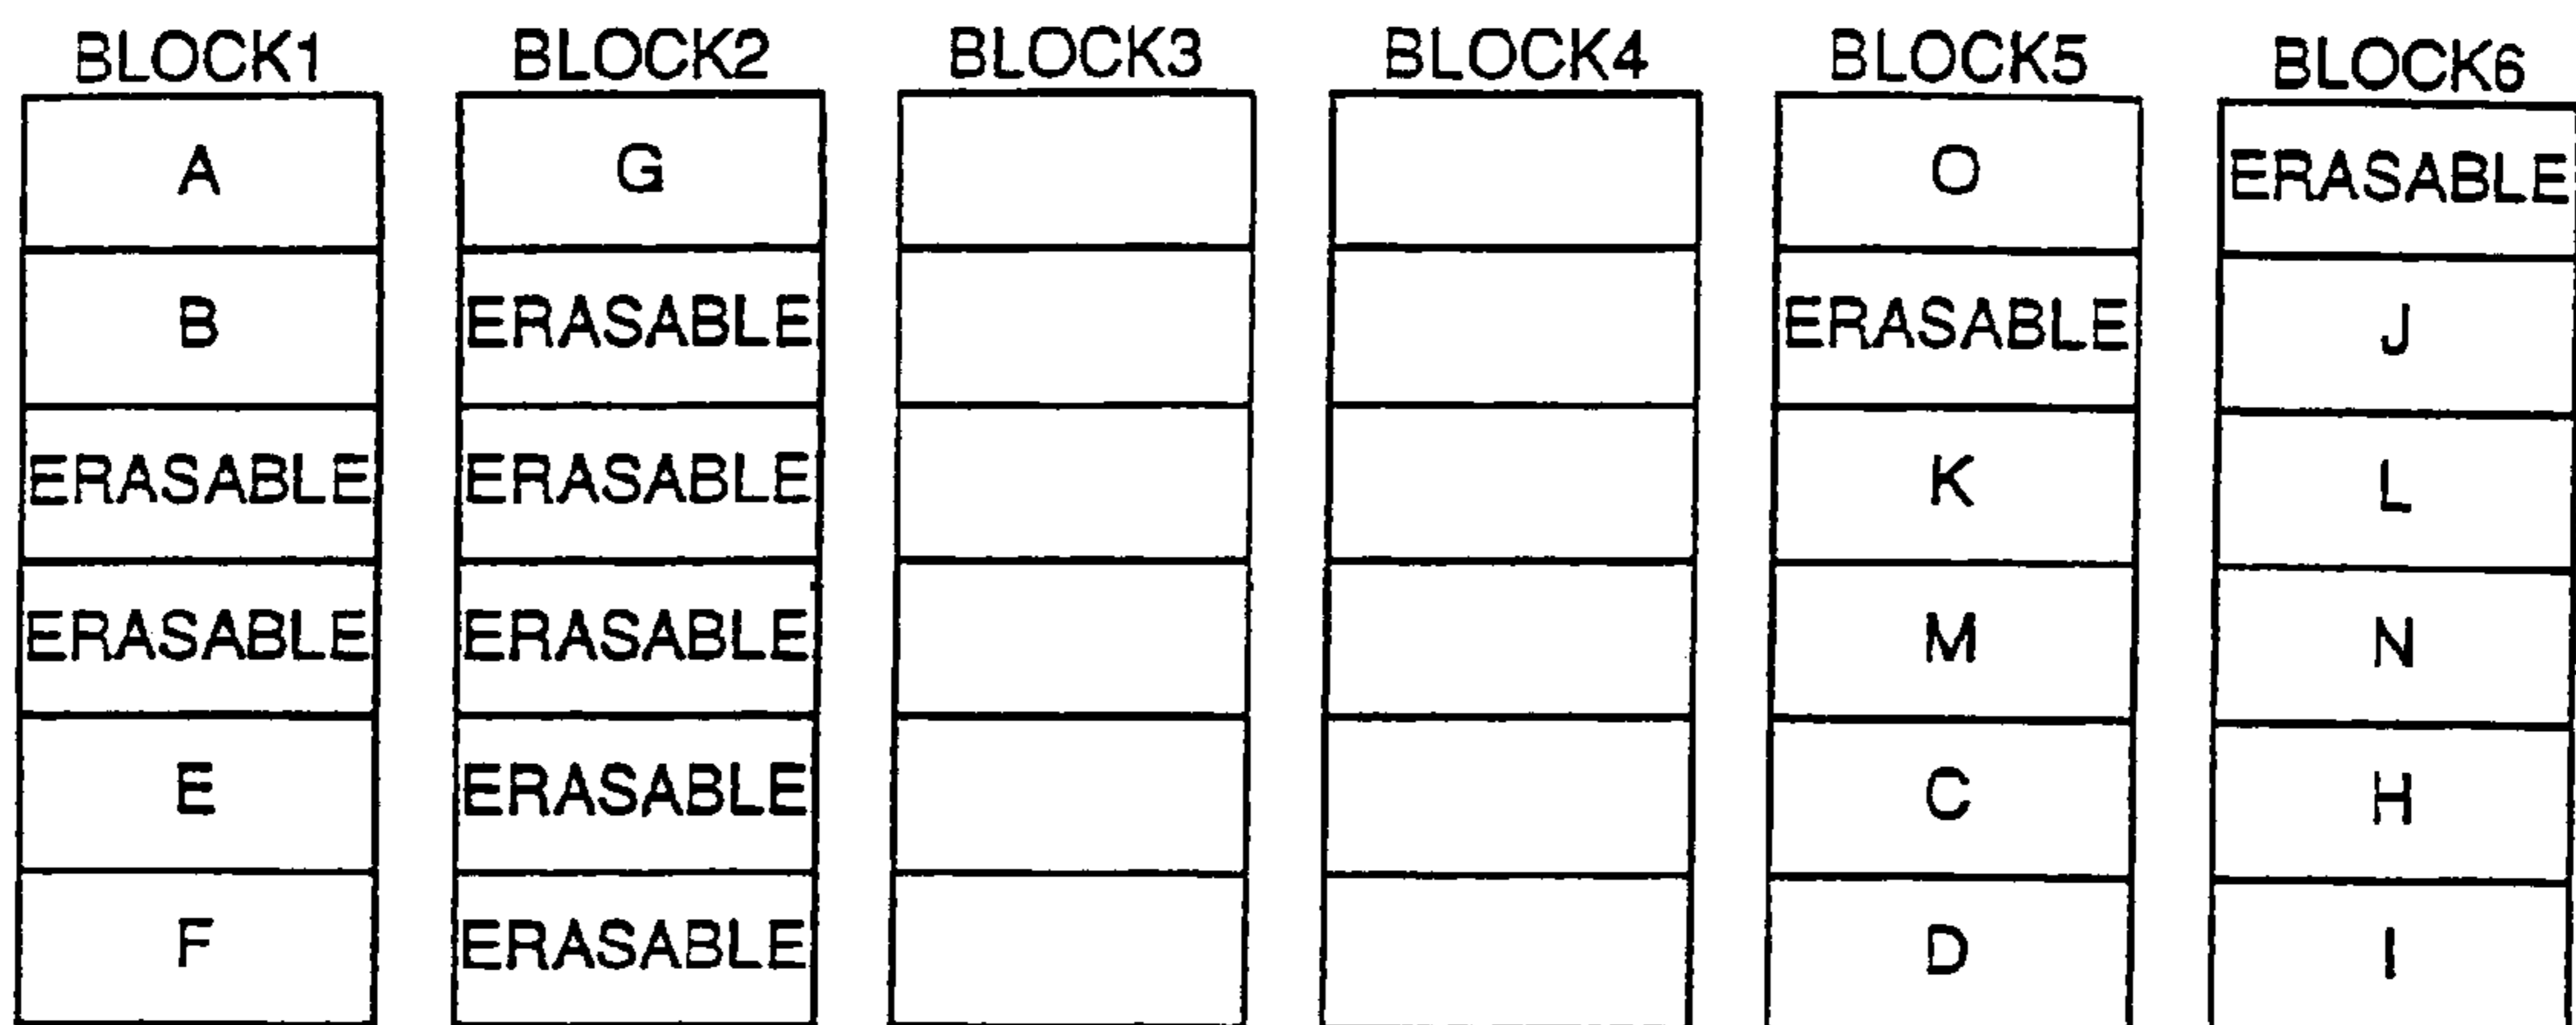 BLOCK1 BLOCK2 BLOCK3 BLOCK4 BLOCK5 BLOCK6
A G O ERASABLE
B ERASABLE ERASABLE J
ERASABLE ERASABLE K L
ERASABLE ERASABLE M N
E ERASABLE C H
F ERASABLE D I